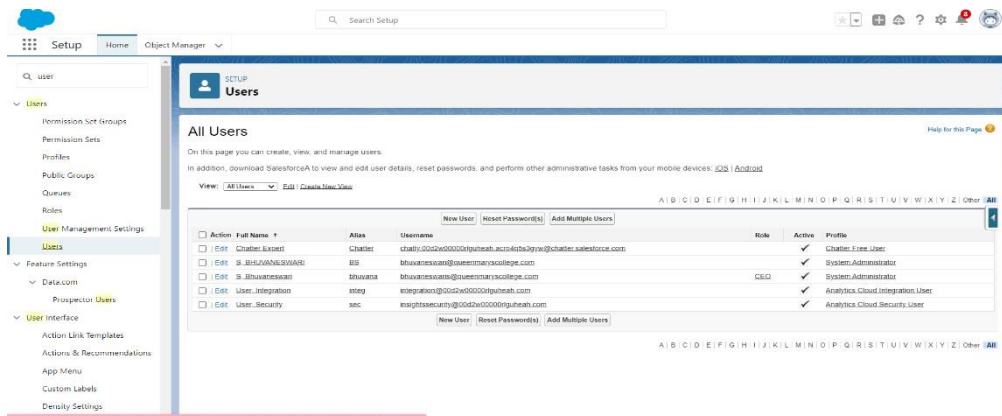 Search Setup
8
Setup Home Object Manager
user
SETUP
Users
Users
Permission Set Groups
Permission Sets
Profiles
Public Groups
Queues
Roles
User Management Settings
Users
Feature Settings
Data.com
Prospector Users
User Interface
Action Link Templates
Actions & Recommendations
App Menu
Custom Labels
Density Settings
All Users
Help for this Page
On this page you can create, view, and manage users.
In addition, download SalesforceA to view and edit user details, reset passwords, and perform other administrative tasks from your mobile devices: iOS | Android
View: All Users Edit | Create New View
A | B | C | D | E | F | G | H | I | J | K | L | M | N | O | P | Q | R | S | T | U | V | W | X | Y | Z | Other All
New User Reset Password(s) Add Multiple Users
Action Full Name ↑ Alias Username Role Active Profile
Edit Chatter Expert Chatter Chatter Free User
Edit S, BHUVANESWARI BS bhuvaneswari@queenmaryscollege.com System Administrator
Edit S, Bhuvaneswari bhuvana bhuvaneswaris@queenmaryscollege.com CEO System Administrator
Edit User, Integration integ integration@00d2w00000rlguheah.com Analytics Cloud Integration User
Edit User, Security sec insightssecurity@00d2w00000rlguheah.com Analytics Cloud Security User
New User Reset Password(s) Add Multiple Users
A | B | C | D | E | F | G | H | I | J | K | L | M | N | O | P | Q | R | S | T | U | V | W | X | Y | Z | Other All